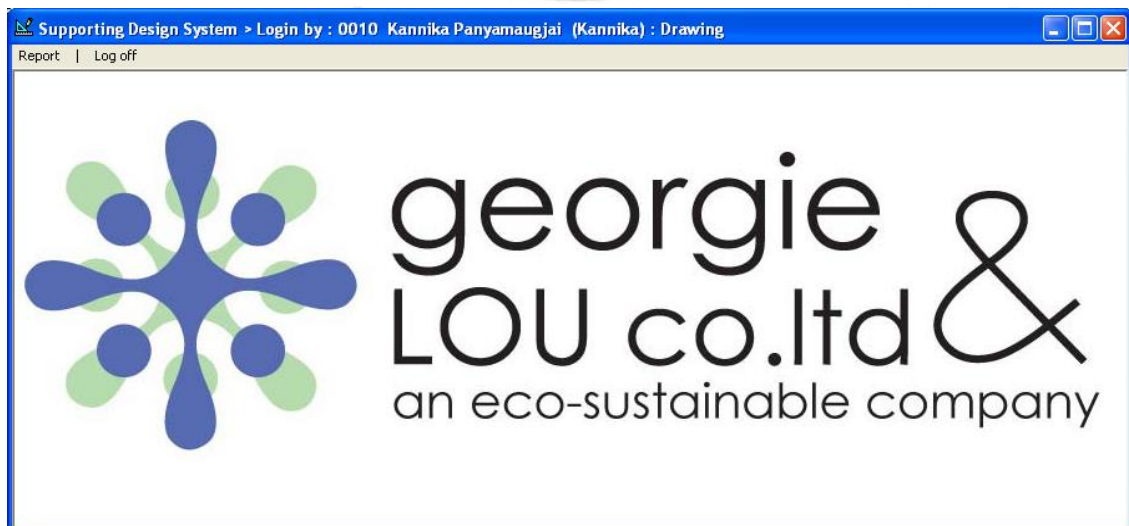 Supporting Design System > Login by : 0010 Kannika Panyamaugjai (Kannika) : Drawing
Report | Log off
georgie &
LOU co.ltd
an eco-sustainable company